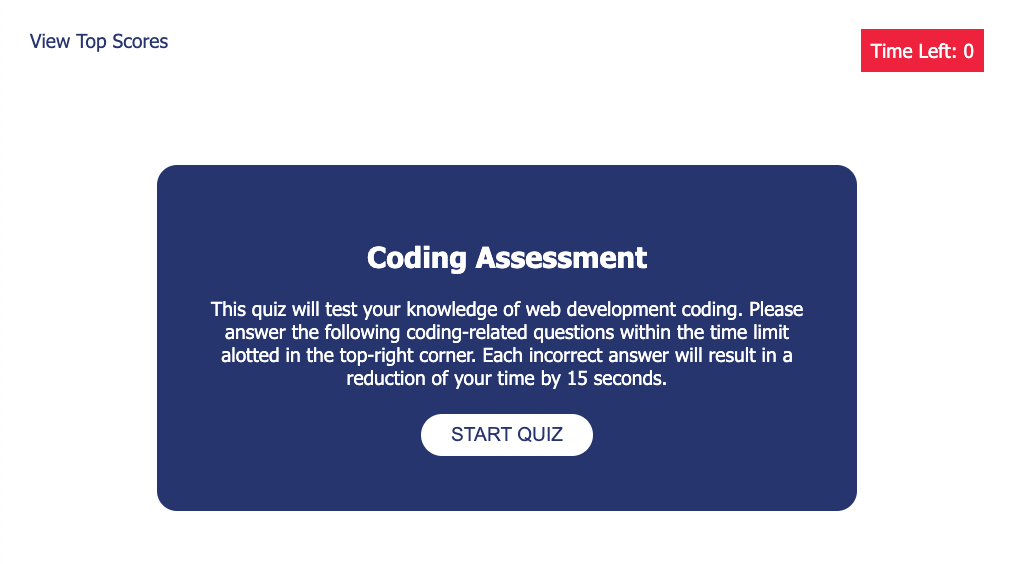 View Top Scores
Time Left: 0
Coding Assessment
This quiz will test your knowledge of web development coding. Please
answer the following coding-related questions within the time limit
alotted in the top-right corner. Each incorrect answer will result in a
reduction of your time by 15 seconds.
START QUIZ